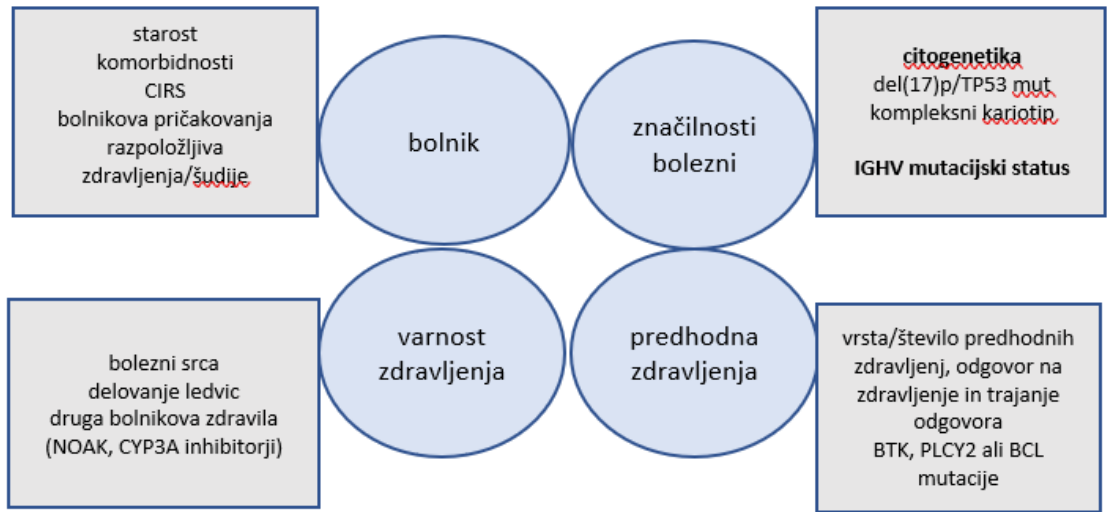 starost
komorbidnosti
CIRS
bolnikova pričakovanja
razpoložljiva
zdravljenja/šudije
bolnik
značilnosti
bolezni
citogenetika
del(17)p/TP53 mut
kompleksni kariotip
IGHV mutacijski status
bolezni srca
delovanje ledvic
druga bolnikova zdravila
(NOAK, CYP3A inhibitorji)
varnost
zdravljenja
predhodna
zdravljenja
vrsta/število predhodnih
zdravljenj, odgovor na
zdravljenje in trajanje
odgovora
BTK, PLCY2 ali BCL
mutacije